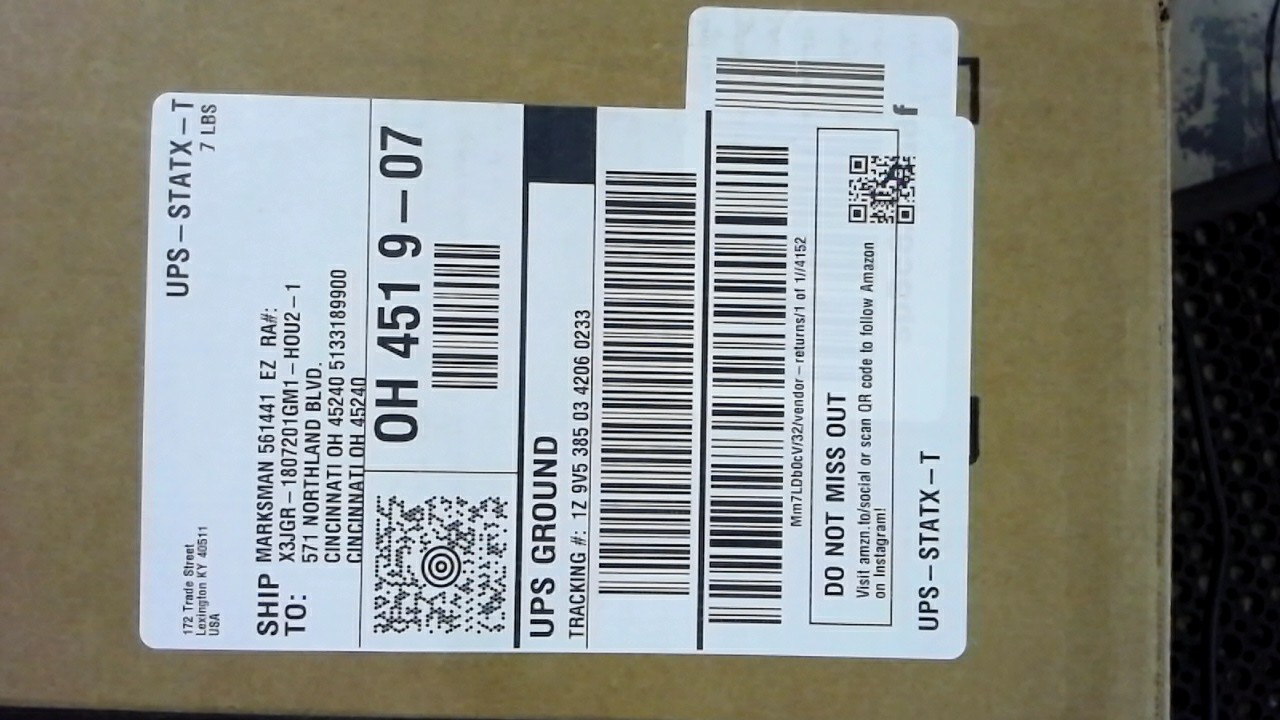 UPS-STATX-T
7 LBS
172 Trade Street
Lexington KY 40511
USA
SHIP TO:
MARKSMAN 561441 EZ RA#:
X3JGR-1807201GM1-HOU2-1
571 NORTHLAND BLVD.
CINCINNATI OH 45240 5133189900
CINCINNATI OH 45240
OH 451 9-07
UPS GROUND
TRACKING #: 1Z 9V5 385 03 4206 0233
Mm7LDb0cV/32/vendor-returns/1 of 1//4152
DO NOT MISS OUT
Visit amzn.to/social or scan QR code to follow Amazon
on Instagram!
UPS-STATX-T
f